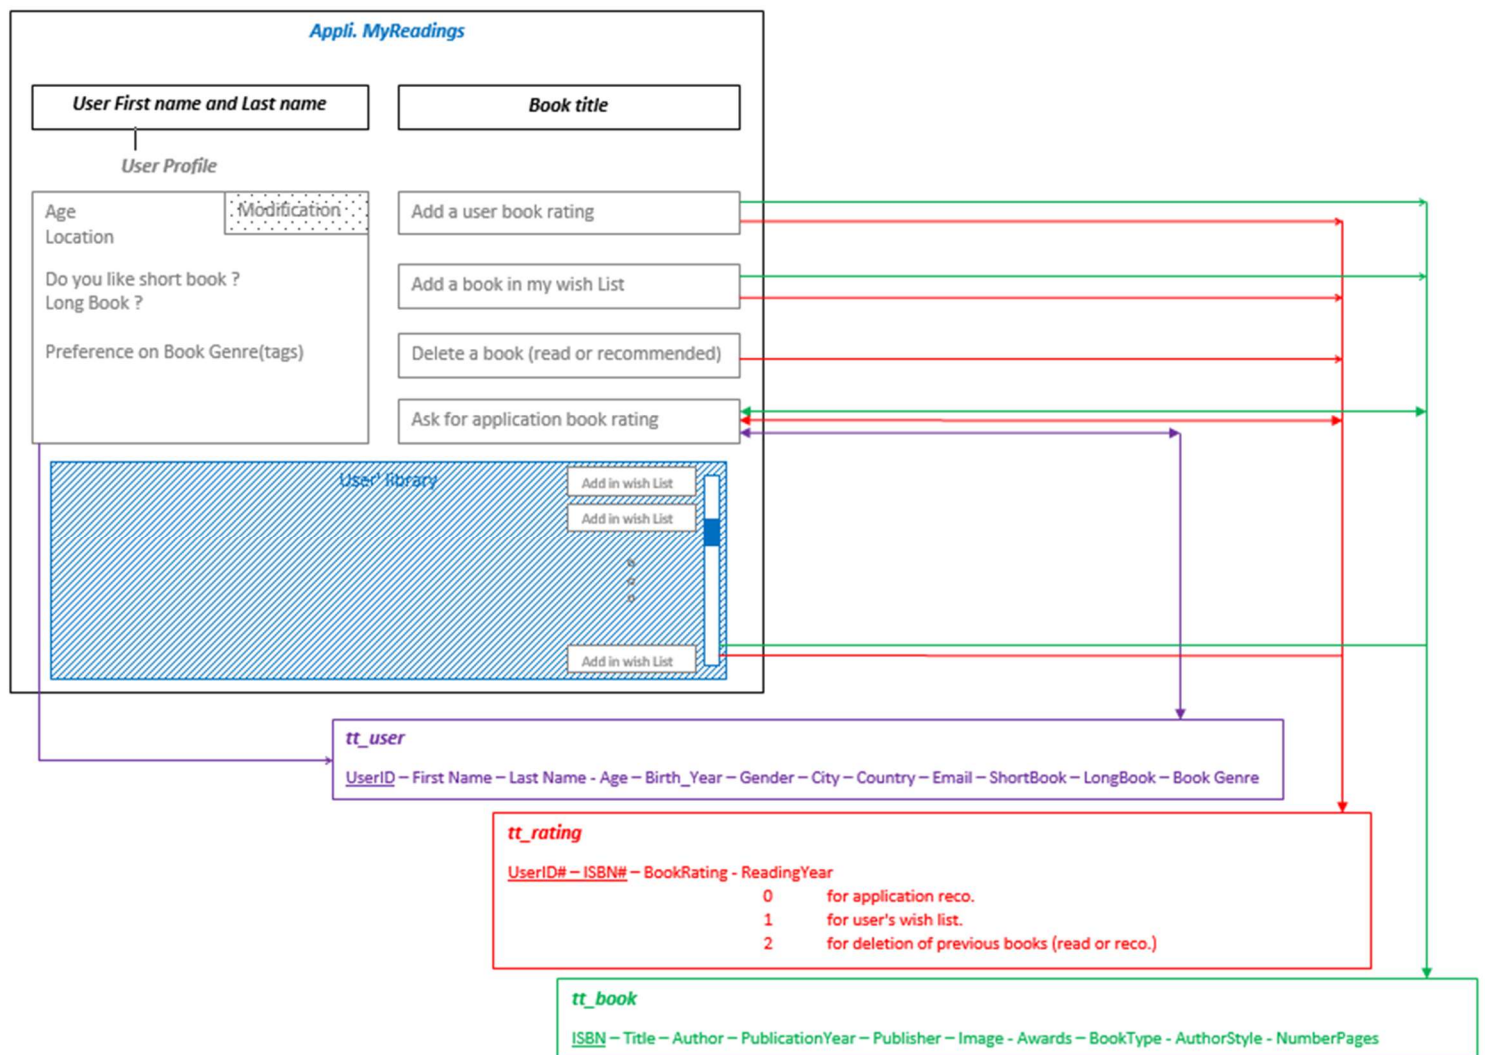 Appli. MyReadings
User First name and Last name
Book title
User Profile
Age
Modification
Location
Do you like short book ?
Long Book ?
Preference on Book Genre(tags)
Add a user book rating
Add a book in my wish List
Delete a book (read or recommended)
Ask for application book rating
User' library
Add in wish List
Add in wish List
Add in wish List
tt_user
UserID – First Name – Last Name - Age – Birth_Year – Gender – City – Country – Email – ShortBook – LongBook – Book Genre
tt_rating
UserID# – ISBN# – BookRating - ReadingYear
0 for application reco.
1 for user's wish list.
2 for deletion of previous books (read or reco.)
tt_book
ISBN – Title – Author – PublicationYear – Publisher – Image - Awards – BookType - AuthorStyle - NumberPages